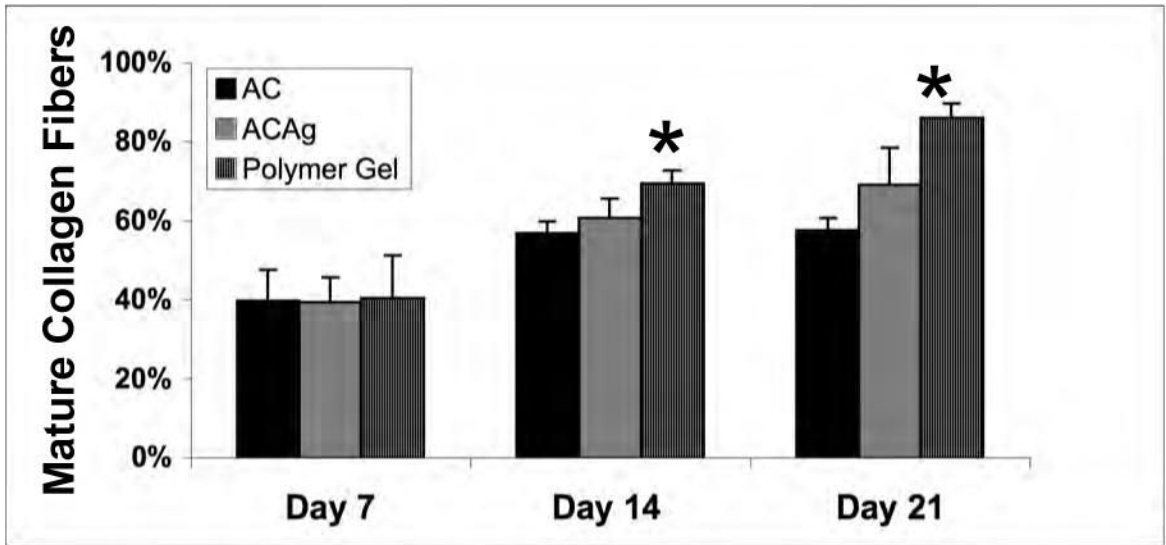 Mature Collagen Fibers
100%
80%
60%
40%
20%
0%
AC
ACAg
Polymer Gel
*
*
Day 7
Day 14
Day 21